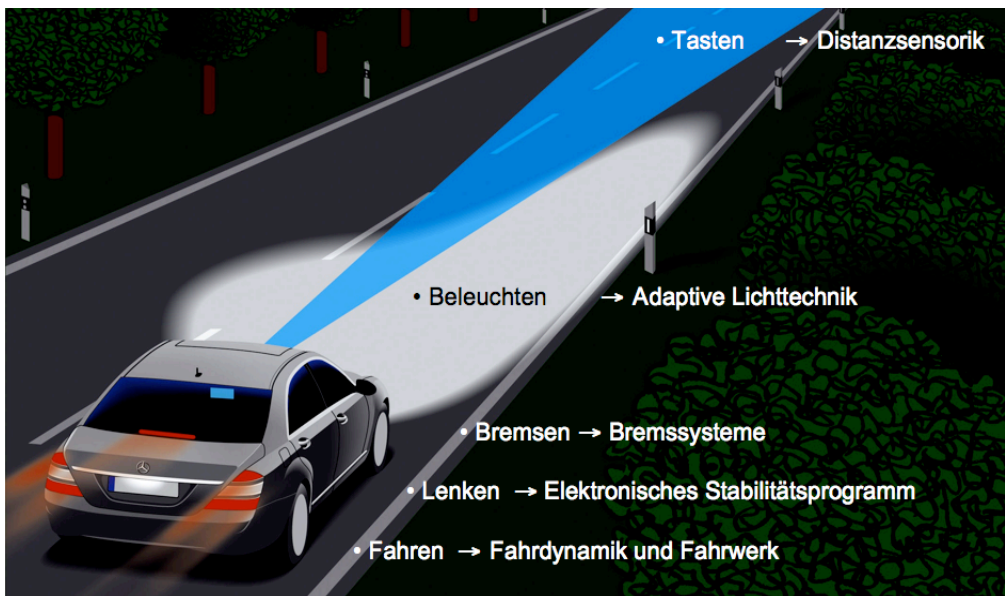 • Tasten → Distanzsensorik
• Beleuchten → Adaptive Lichttechnik
• Bremsen → Bremssysteme
• Lenken → Elektronisches Stabilitätsprogramm
• Fahren → Fahrdynamik und Fahrwerk